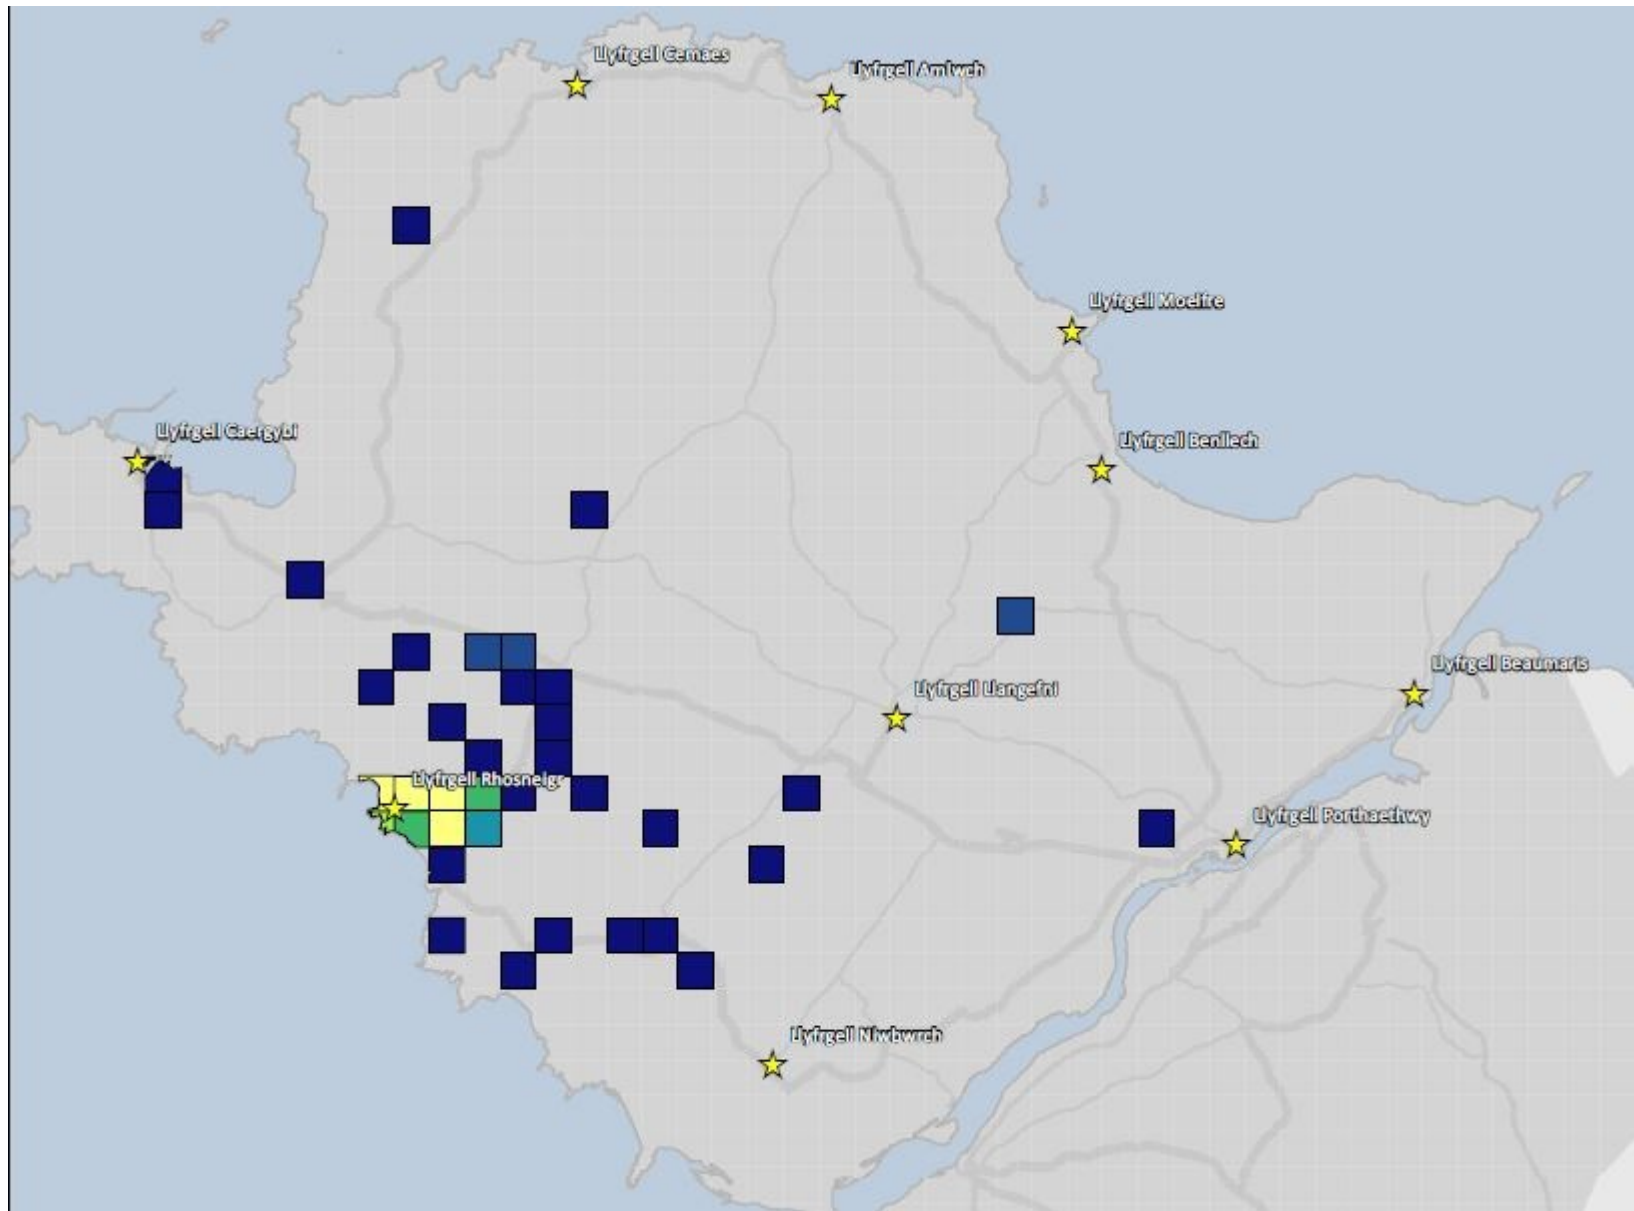 Llyfrgell Cemaes
Llyfrgell Amlwch
Llyfrgell Moelfre
Llyfrgell Caergybi
Llyfrgell Benllech
Llyfrgell Beaumaris
Llyfrgell Llangefni
Llyfrgell Rhosneigr
Llyfrgell Porthaethwy
Llyfrgell Niwbwrch